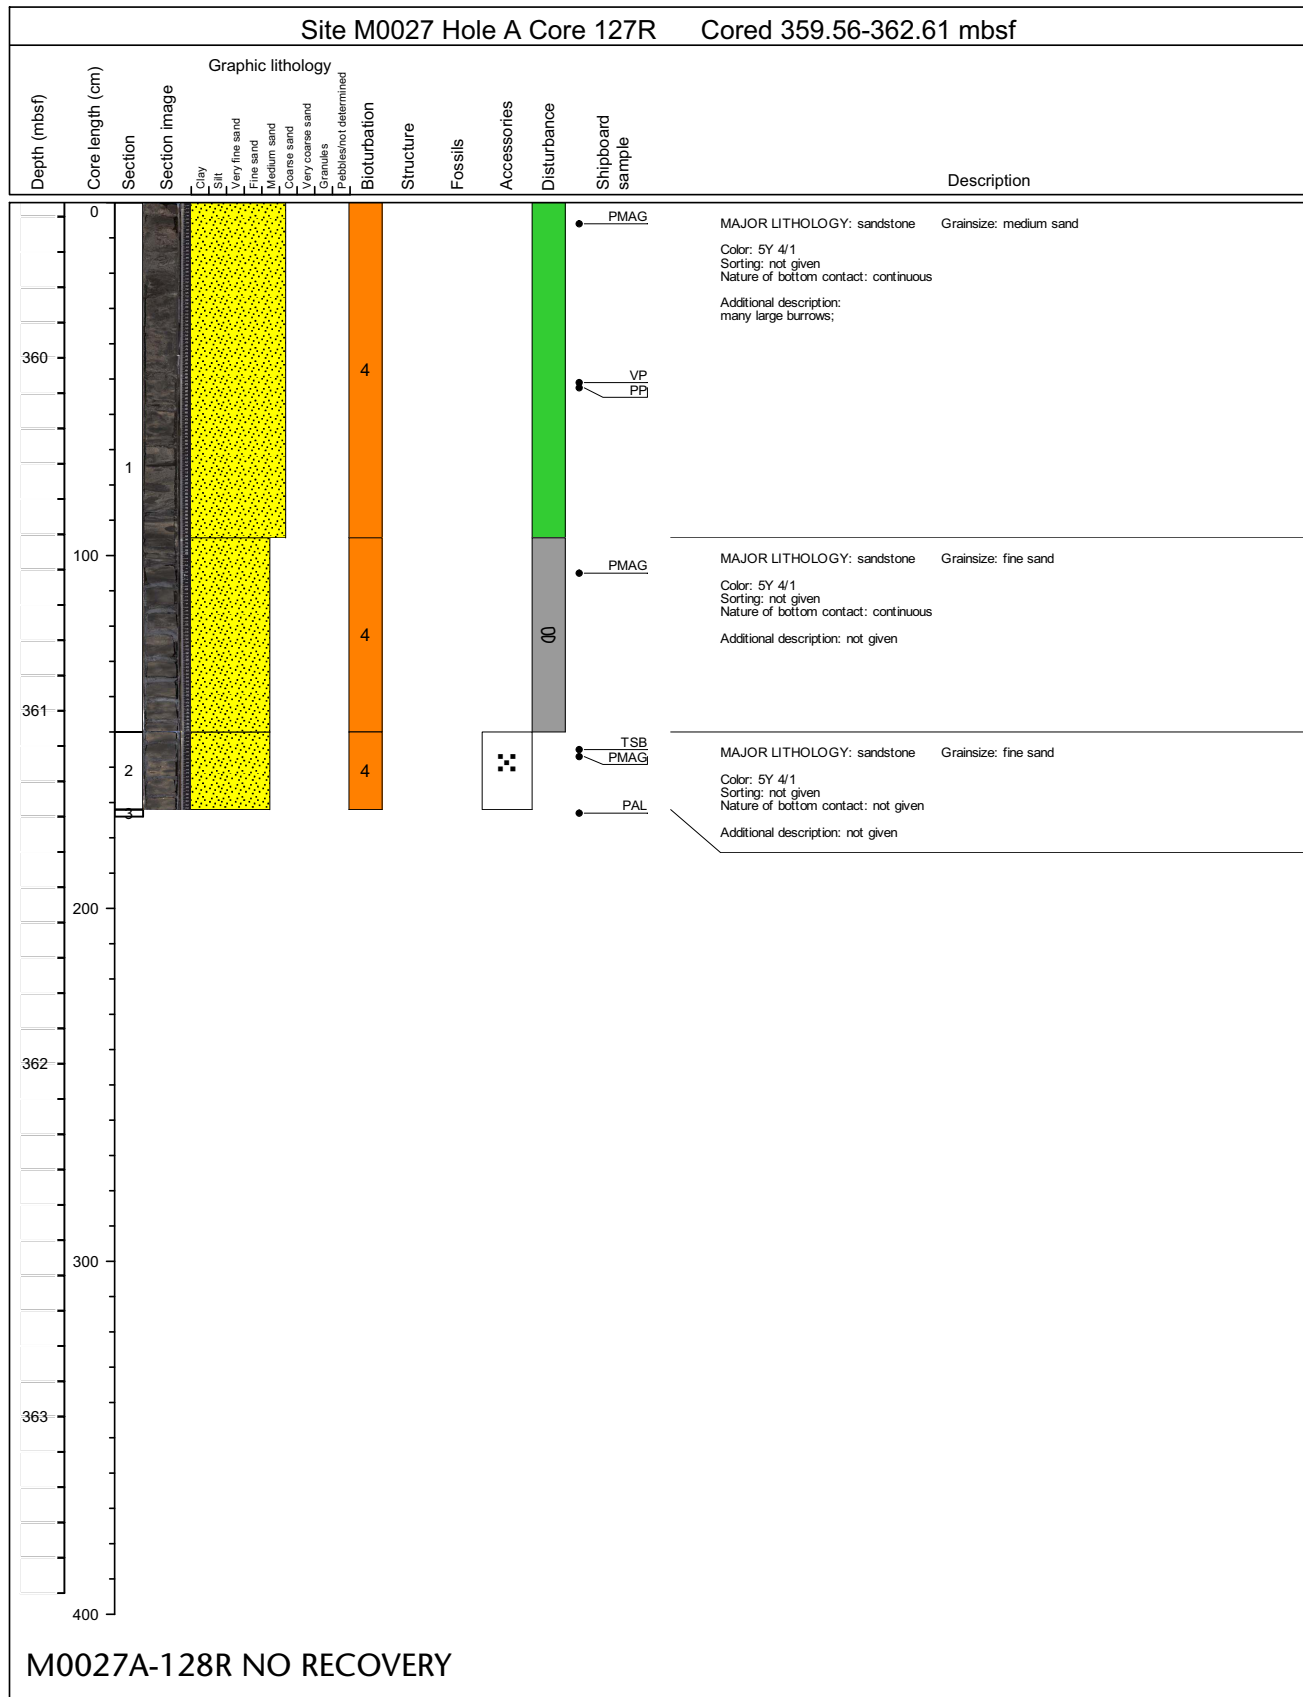 Site M0027 Hole A Core 127R Cored 359.56-362.61 mbsf
Graphic lithology
Depth (mbsf)
Core length (cm)
Section
Section image
Clay
Silt
Very fine sand
Fine sand
Medium sand
Coarse sand
Very coarse sand
Granules
Pebbles/not determined
Bioturbation
Structure
Fossils
Accessories
Disturbance
Shipboard
sample
Description
0
PMAG
MAJOR LITHOLOGY: sandstone Grainsize: medium sand
Color: 5Y 4/1
Sorting: not given
Nature of bottom contact: continuous
Additional description:
many large burrows;
360
4
VP
PP
1
100
PMAG
MAJOR LITHOLOGY: sandstone Grainsize: fine sand
Color: 5Y 4/1
Sorting: not given
Nature of bottom contact: continuous
Additional description: not given
4
361
TSB
PMAG
MAJOR LITHOLOGY: sandstone Grainsize: fine sand
2
4
Color: 5Y 4/1
Sorting: not given
Nature of bottom contact: not given
3
PAL
Additional description: not given
200
362
300
363
400
M0027A-128R NO RECOVERY